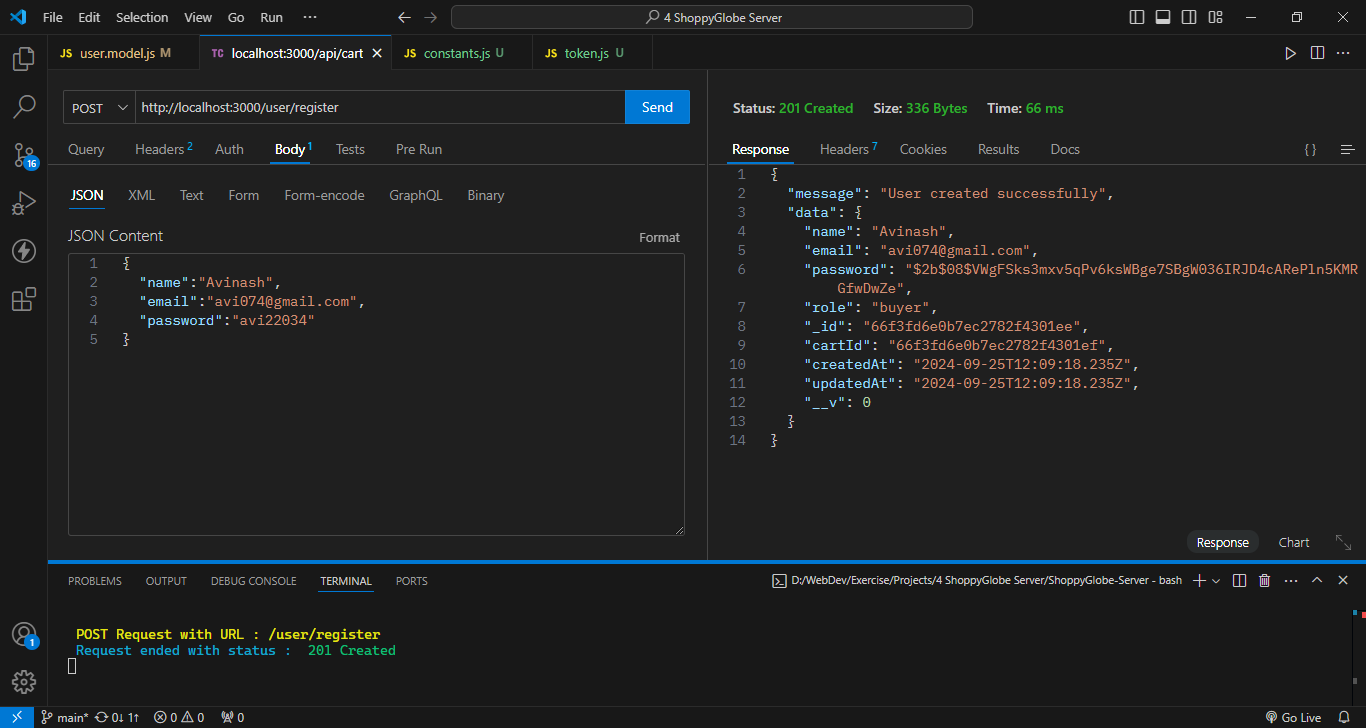 File Edit Selection View Go Run ··· 4 ShoppyGlobe Server
JS user.model.js M TC localhost:3000/api/cart JS constants.js U JS token.js U
POST http://localhost:3000/user/register Send
Status: 201 Created Size: 336 Bytes Time: 66 ms
Query Headers 2 Auth Body 1 Tests Pre Run
Response Headers 7 Cookies Results Docs { }
JSON XML Text Form Form-encode GraphQL Binary
JSON Content
Format
1 {
2 "name":"Avinash",
3 "email":"avi074@gmail.com",
4 "password":"avi22034"
5 }
1 {
2 "message": "User created successfully",
3 "data": {
4 "name": "Avinash",
5 "email": "avi074@gmail.com",
6 "password": "$2b$08$VWgFSks3mxv5qPv6ksWBge7SBgW036IRJD4cARePln5KMR
GfwDwZe",
7 "role": "buyer",
8 "_id": "66f3fd6e0b7ec2782f4301ee",
9 "cartId": "66f3fd6e0b7ec2782f4301ef",
10 "createdAt": "2024-09-25T12:09:18.235Z",
11 "updatedAt": "2024-09-25T12:09:18.235Z",
12 "__v": 0
13 }
14 }
Response Chart
16
PROBLEMS OUTPUT DEBUG CONSOLE TERMINAL PORTS
D:/WebDev/Exercise/Projects/4 ShoppyGlobe Server/ShoppyGlobe-Server - bash
POST Request with URL : /user/register
Request ended with status : 201 Created
1
main* 0↓ 1↑ 0 0 0 Go Live